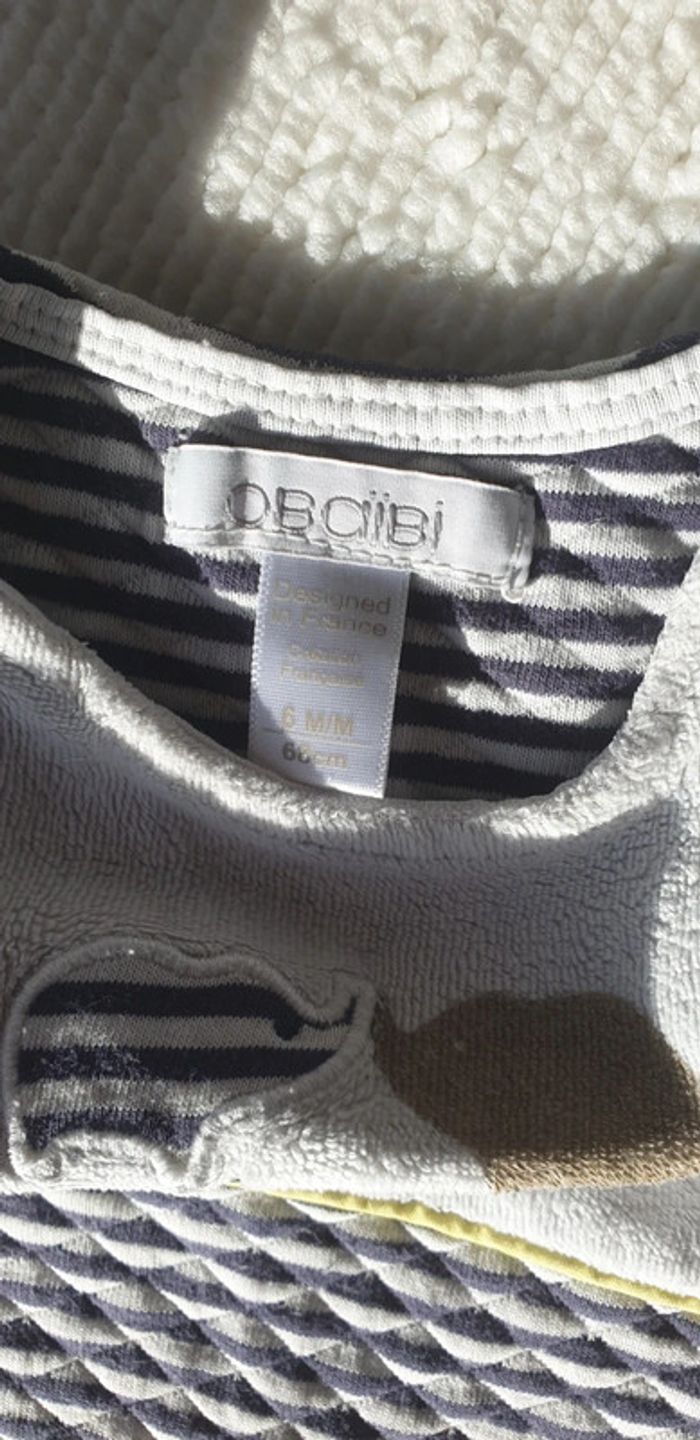 OBaïBi
Designed
in France
Création
Française
6 M/M
68cm